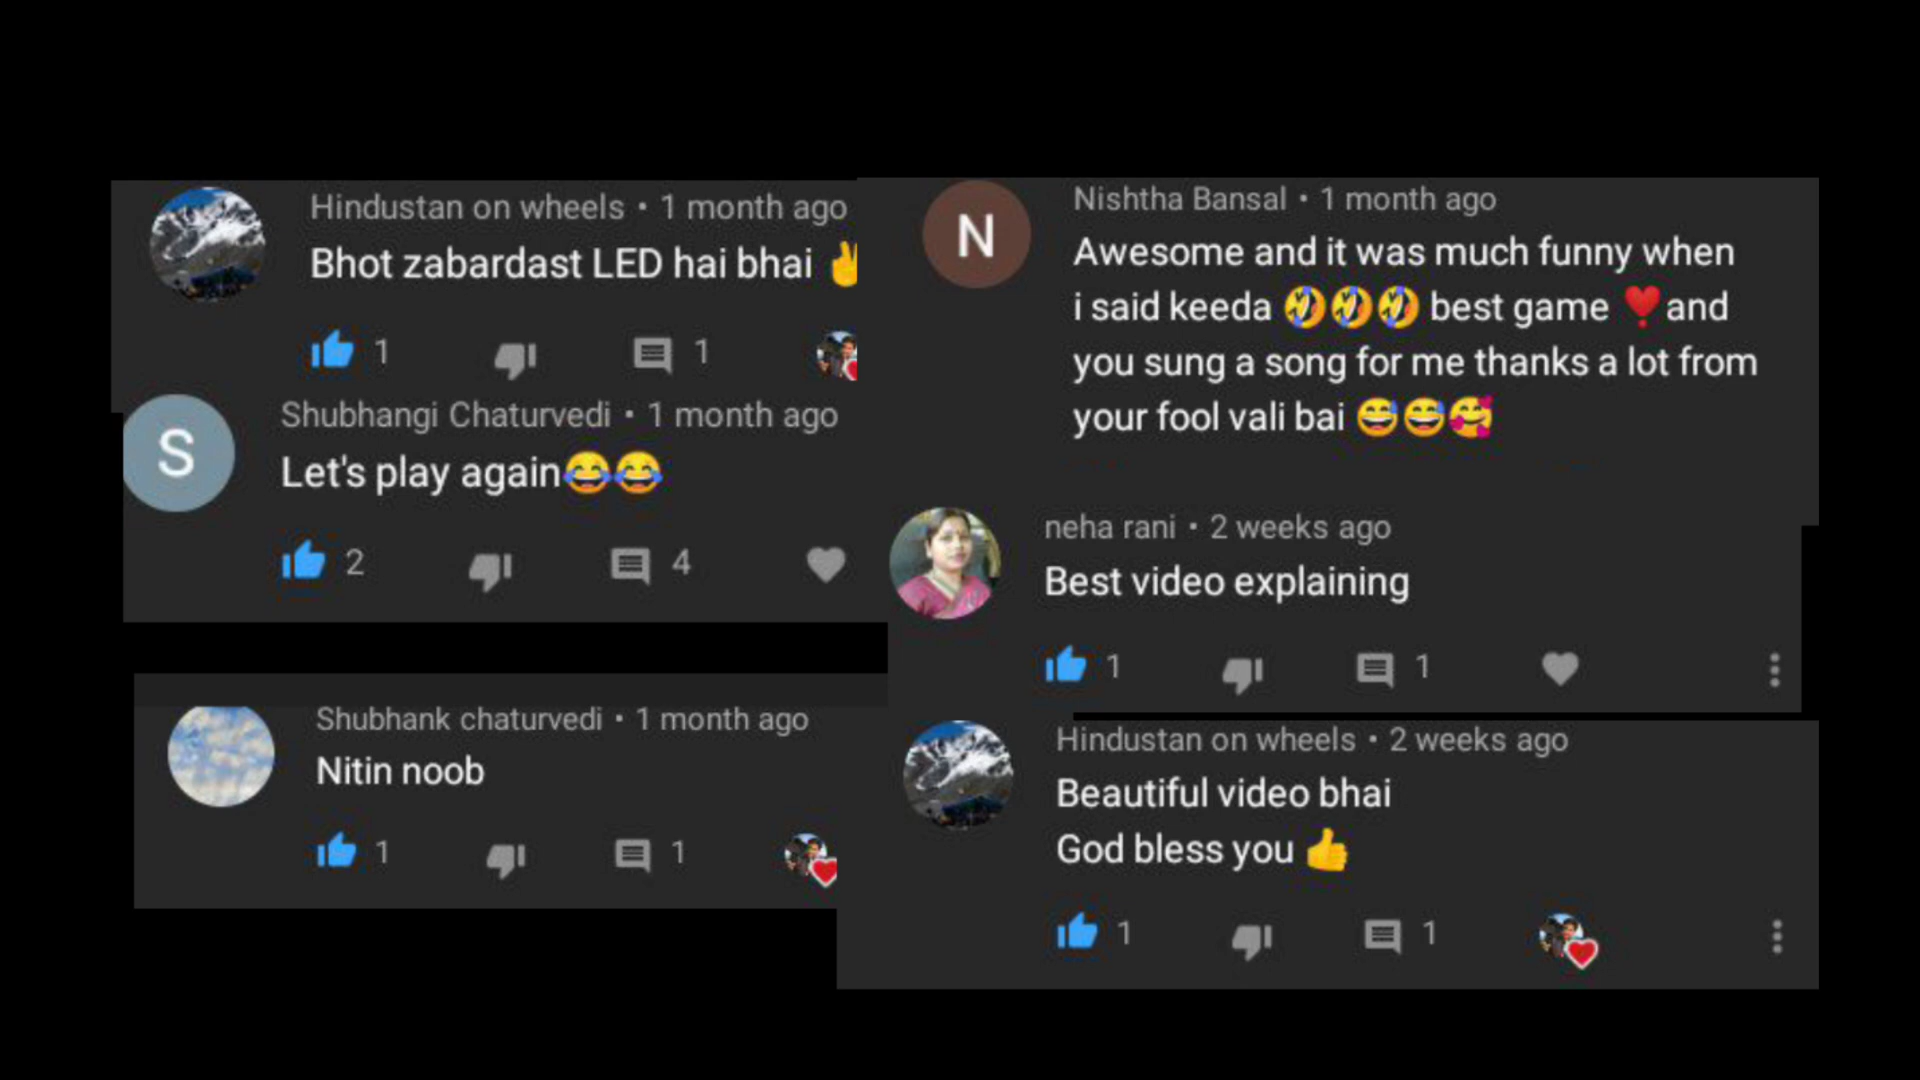 Hindustan on wheels • 1 month ago
Bhot zabardast LED hai bhai ✌
1 1
Shubhangi Chaturvedi • 1 month ago
S
Let's play again😂😂
2 4
Shubhank chaturvedi • 1 month ago
Nitin noob
1 1
Nishtha Bansal • 1 month ago
N
Awesome and it was much funny when
i said keeda 🤣🤣🤣 best game ❣️and
you sung a song for me thanks a lot from
your fool vali bai 😅😅🥰
neha rani • 2 weeks ago
Best video explaining
1 1
Hindustan on wheels • 2 weeks ago
Beautiful video bhai
God bless you 👍
1 1